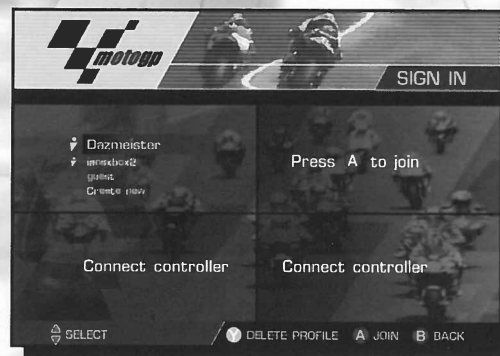 motogp
SIGN IN
Dazmeister
guest
Create new
Press A to join
Connect controller
Connect controller
SELECT
Y DELETE PROFILE A JOIN B BACK